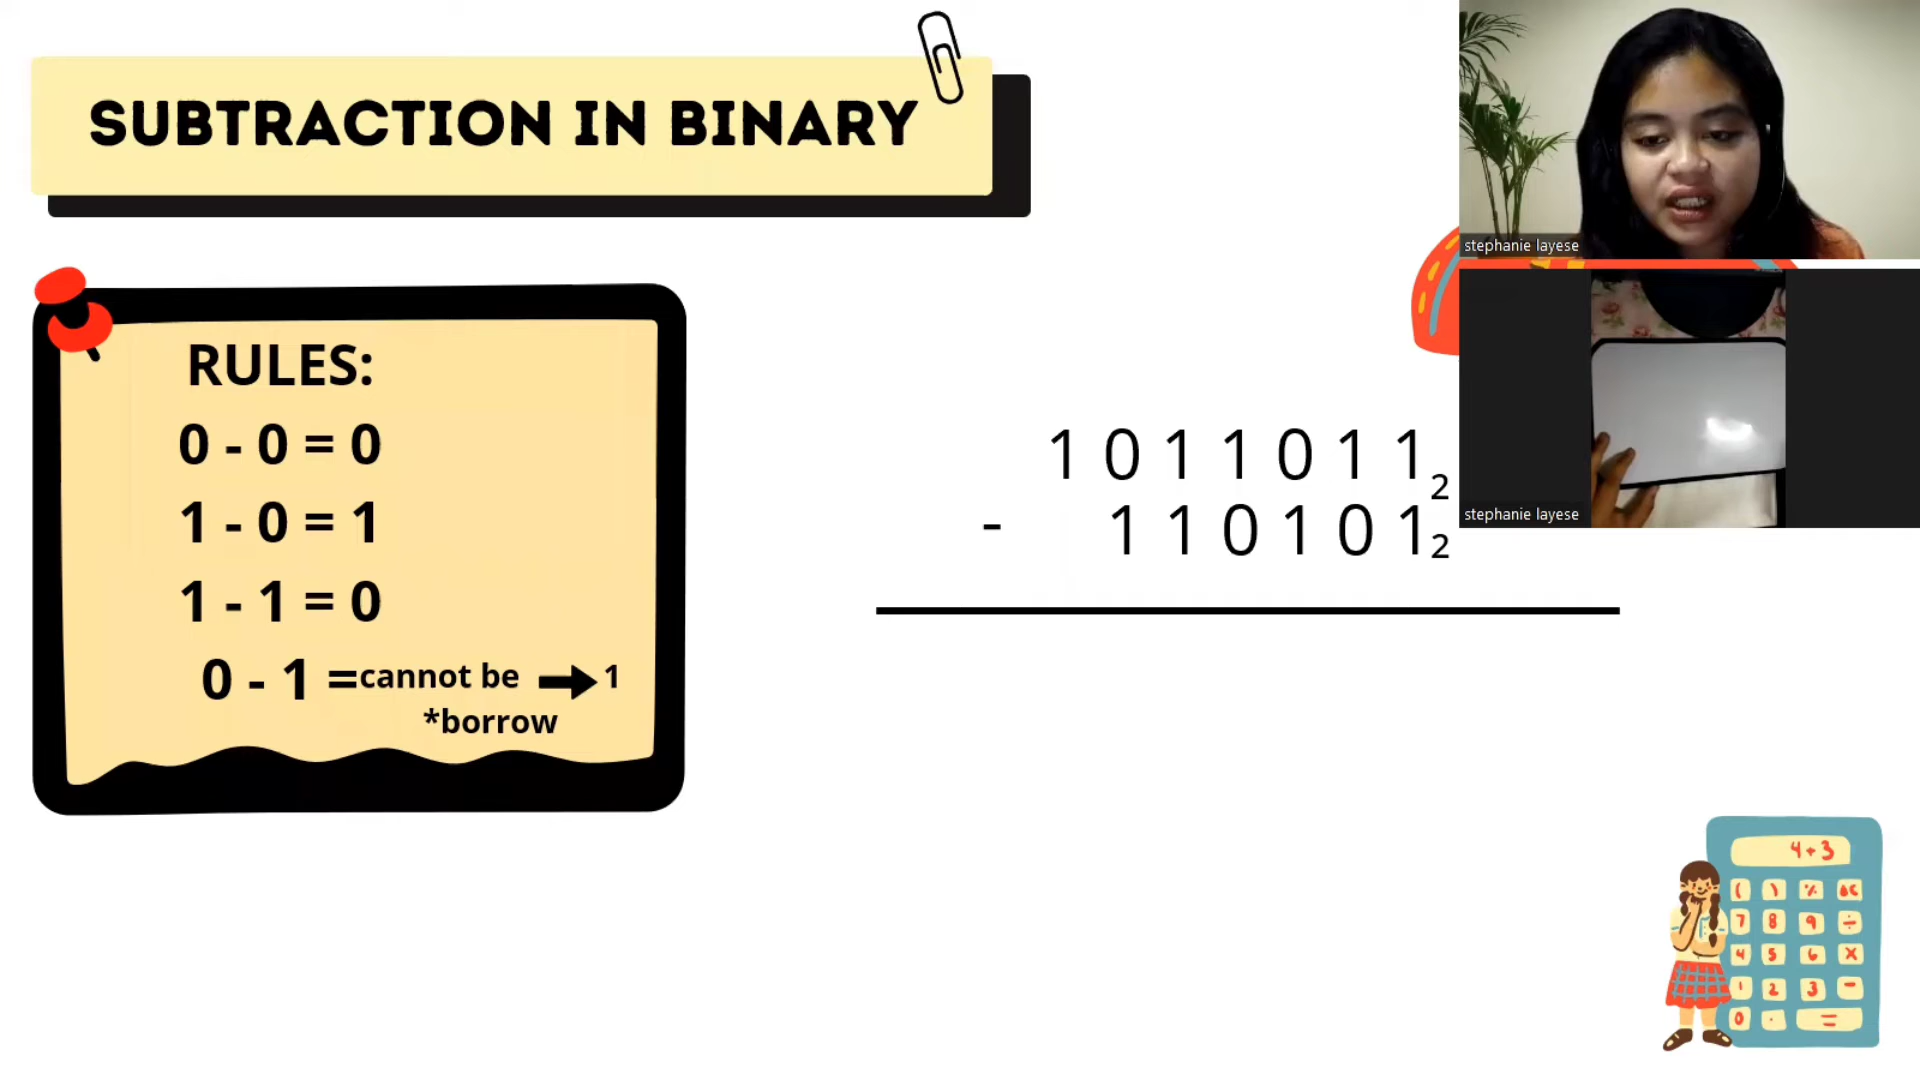 SUBTRACTION IN BINARY
stephanie layese
stephanie layese
RULES:
0 - 0 = 0
1 - 0 = 1
1 - 1 = 0
0 - 1 =cannot be ➡ 1
*borrow
1 0 1 1 0 1 1 2
- 1 1 0 1 0 1 2
4+3
( ) % AC
7 8 9 ÷
4 5 6 X
1 2 3 -
0 . =